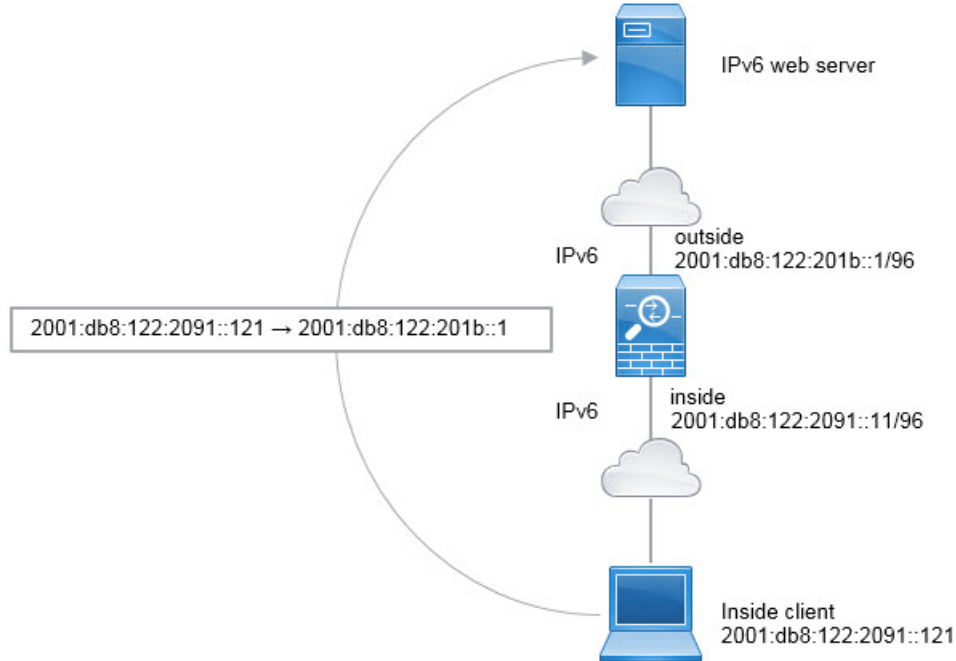 IPv6 web server
outside
IPv6
2001:db8:122:201b::1/96
2001:db8:122:2091::121 → 2001:db8:122:201b::1
inside
IPv6
2001:db8:122:2091::11/96
Inside client
2001:db8:122:2091::121